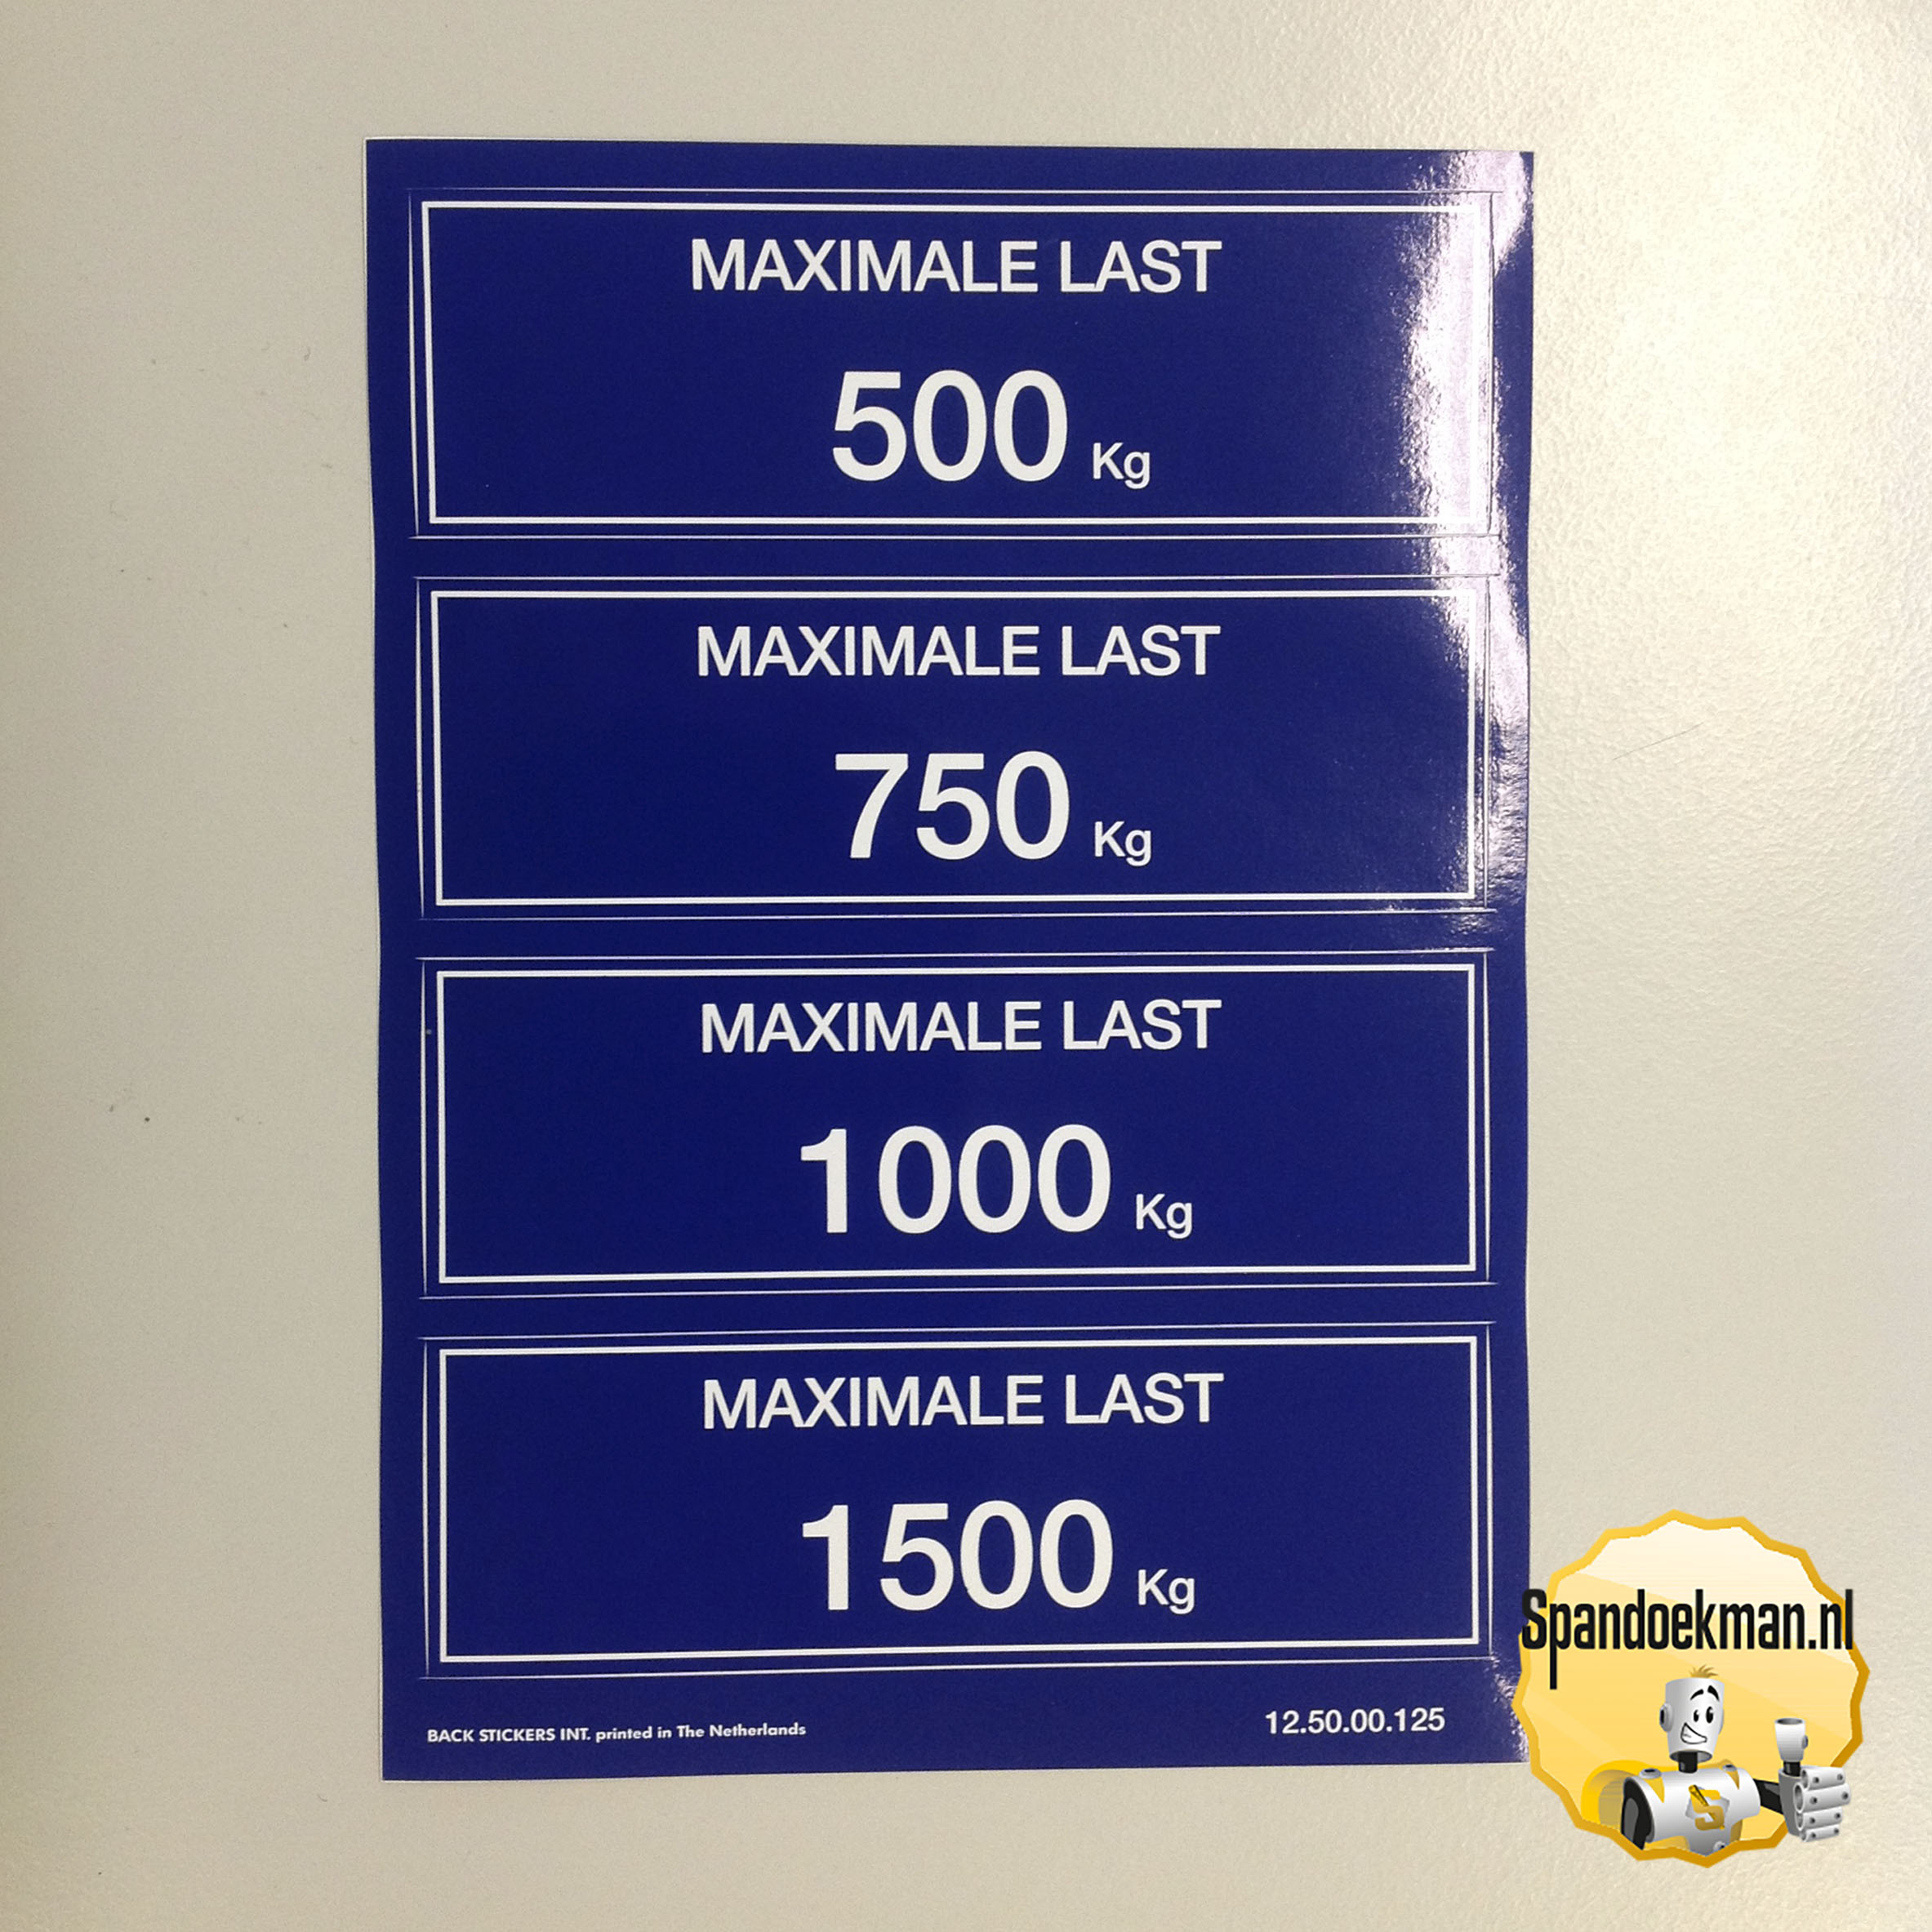 MAXIMALE LAST
500 Kg
MAXIMALE LAST
750 Kg
MAXIMALE LAST
1000 Kg
MAXIMALE LAST
1500 Kg
BACK STICKERS INT. printed in The Netherlands
12.50.00.125
Spandoekman.nl
S